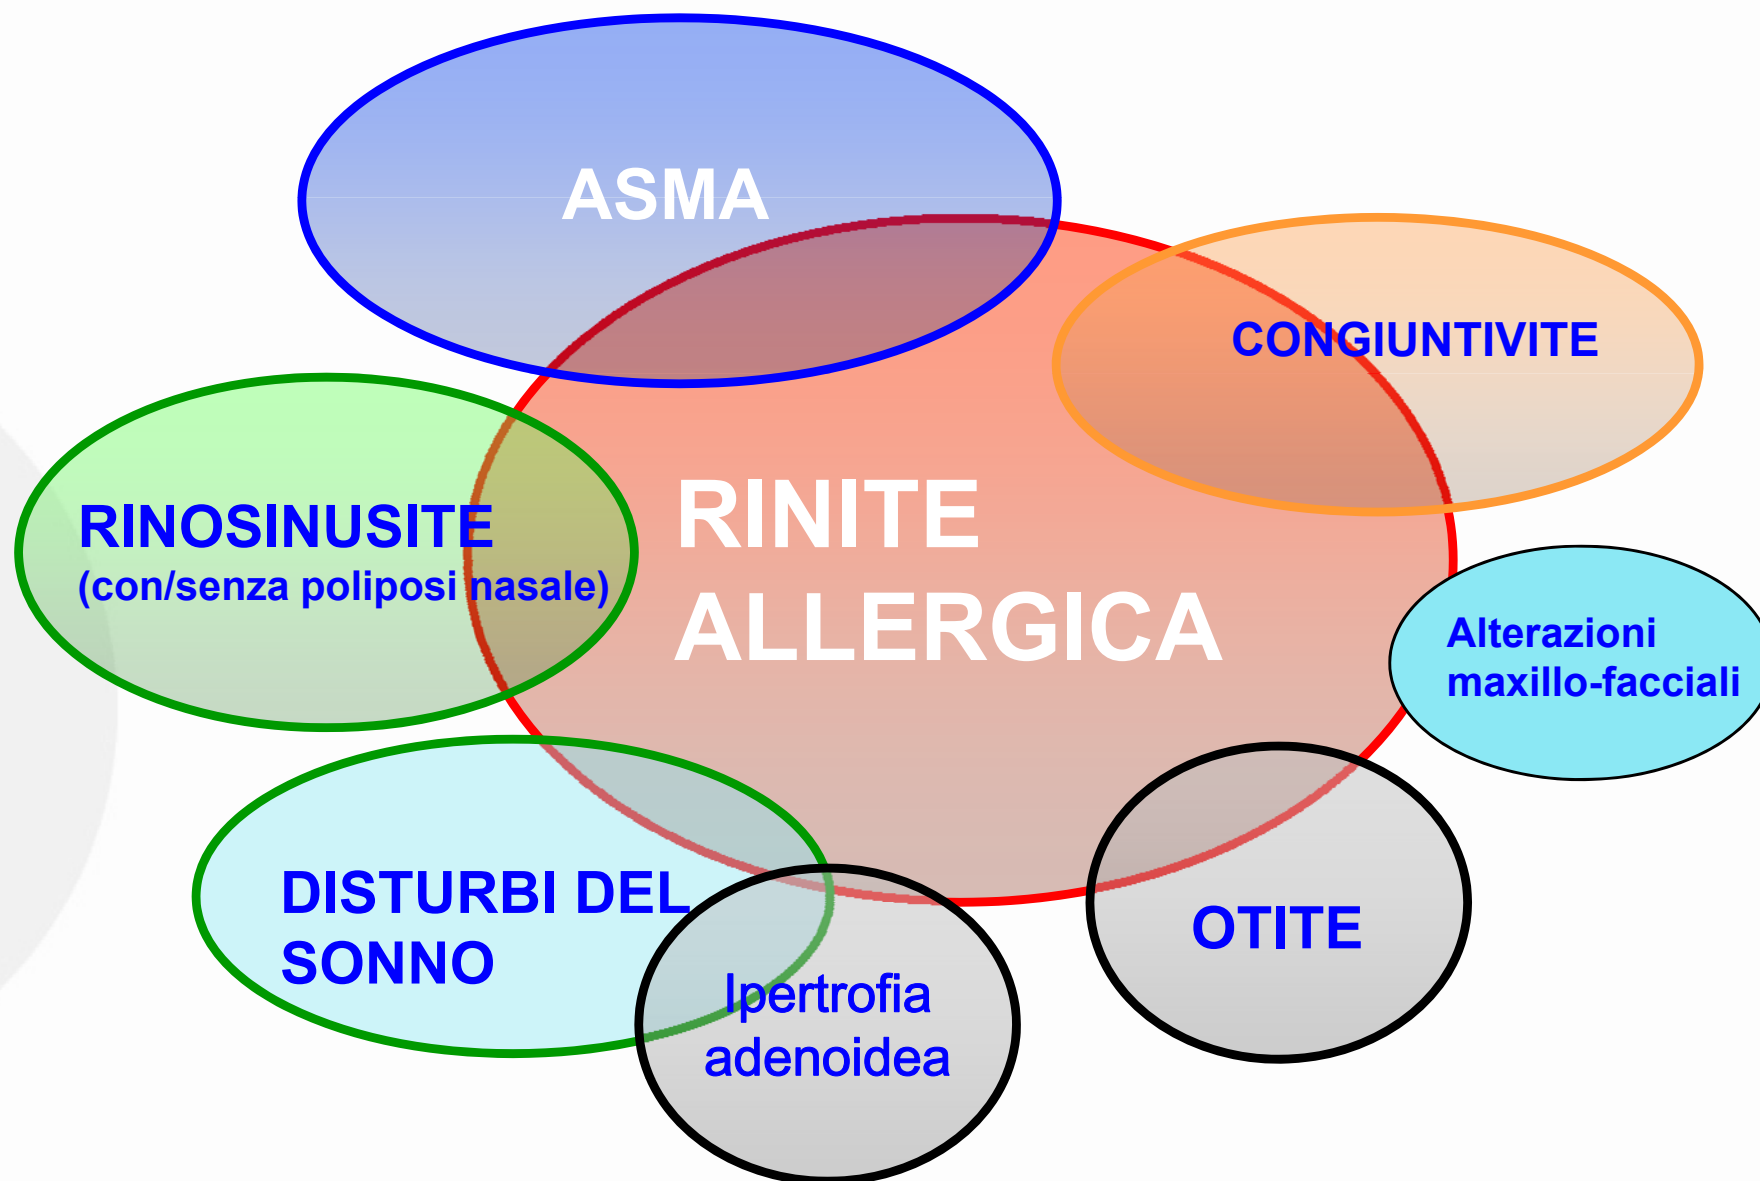 ASMA
CONGIUNTIVITE
RINITE
ALLERGICA
RINOSINUSITE
(con/senza poliposi nasale)
Alterazioni
maxillo-facciali
DISTURBI DEL
SONNO
OTITE
Ipertrofia
adenoidea